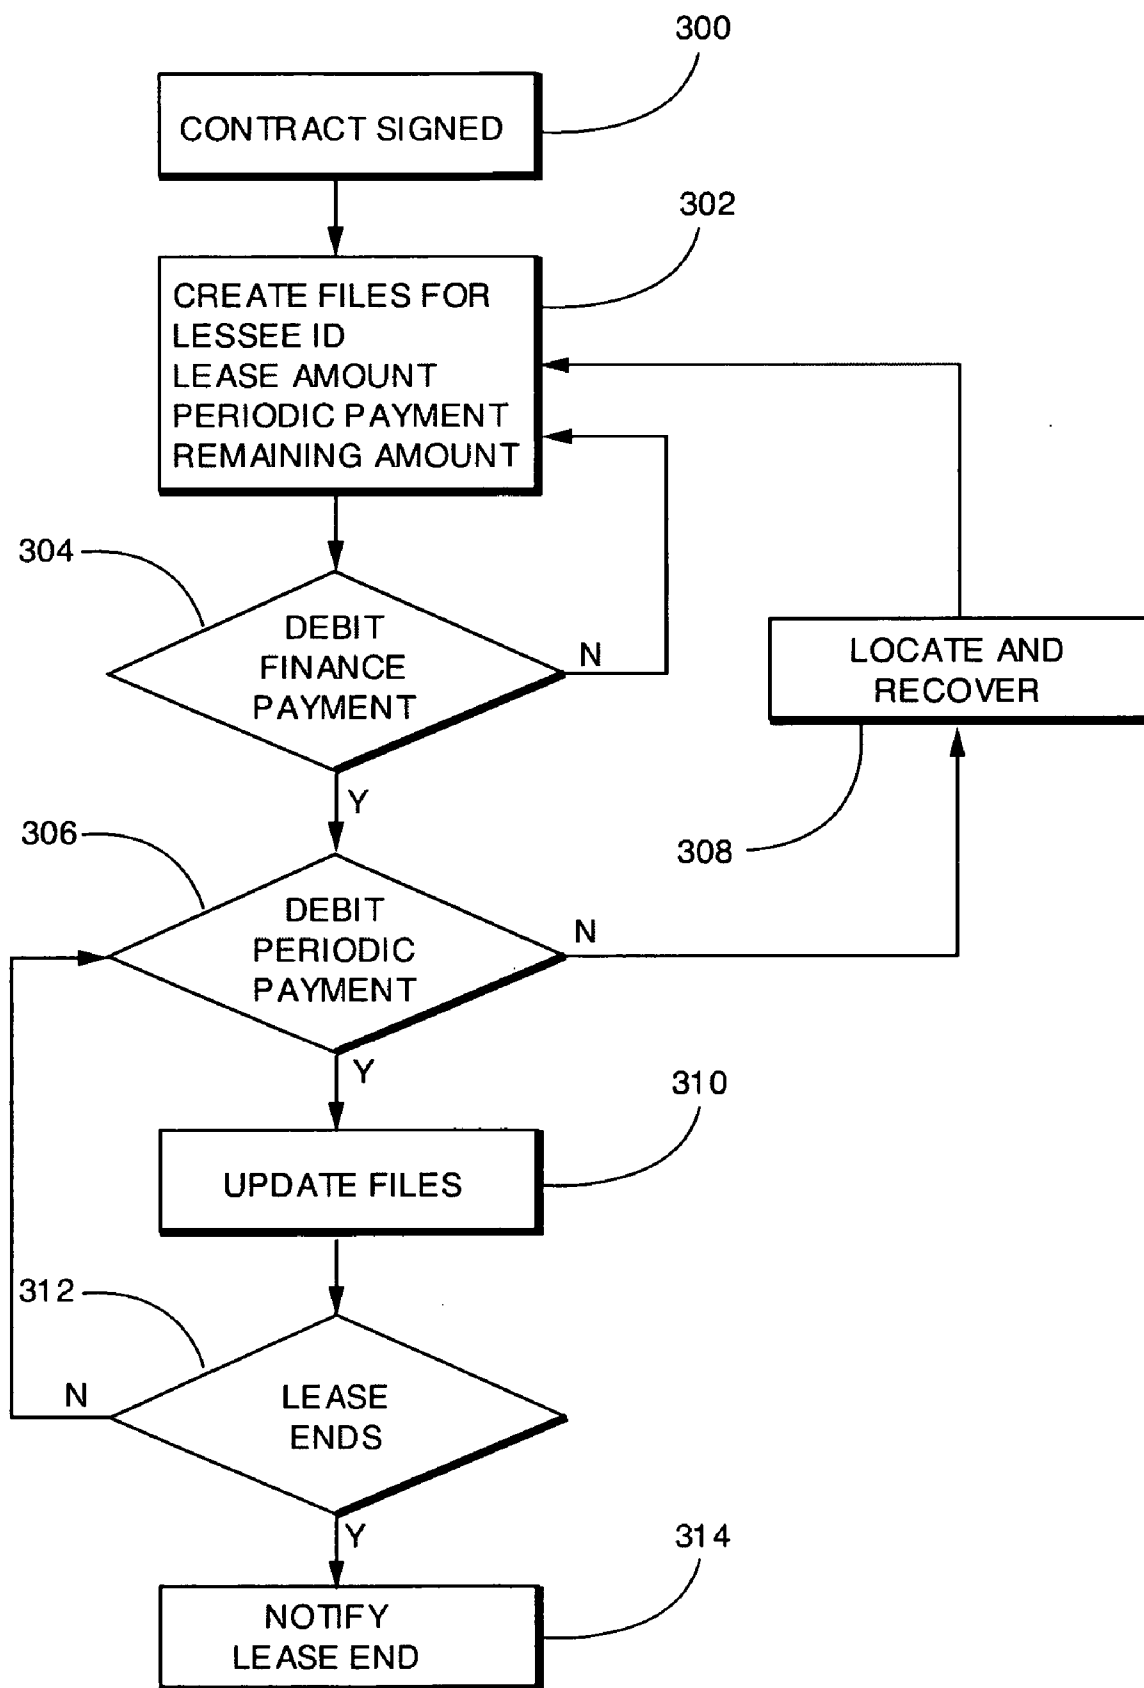 300
CONTRACT SIGNED
302
CREATE FILES FOR
LESSEE ID
LEASE AMOUNT
PERIODIC PAYMENT
REMAINING AMOUNT
304
DEBIT
FINANCE
PAYMENT
N
LOCATE AND
RECOVER
Y
306
308
DEBIT
PERIODIC
PAYMENT
N
Y
310
UPDATE FILES
312
LEASE
ENDS
N
Y
314
NOTIFY
LEASE END